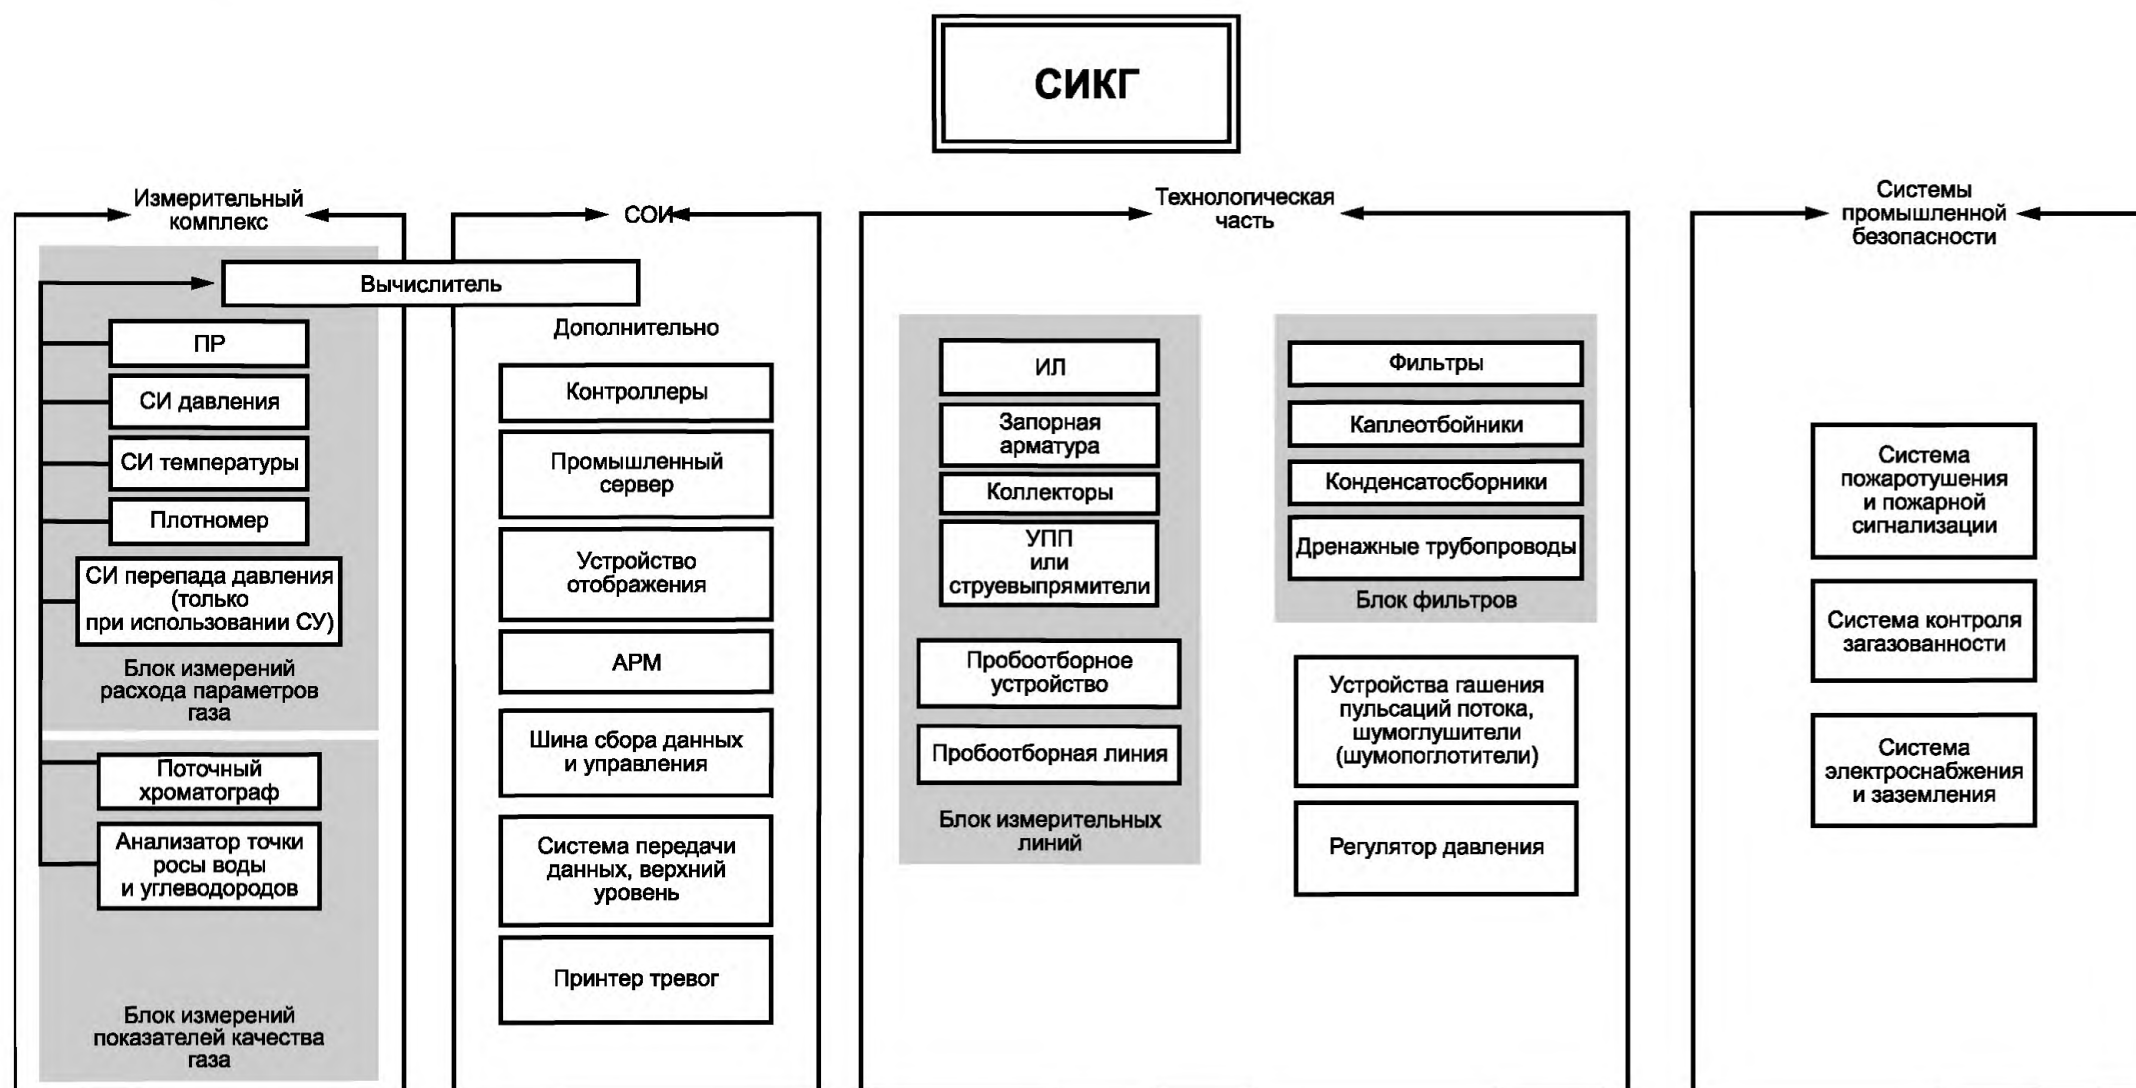 СИКГ
Измерительный
комплекс
Вычислитель
ПР
СИ давления
СИ температуры
Плотномер
СИ перепада давления
(только
при использовании СУ)
Блок измерений
расхода параметров
газа
Поточный
хроматограф
Анализатор точки
росы воды
и углеводородов
Блок измерений
показателей качества
газа
СОИ
Дополнительно
Контроллеры
Промышленный
сервер
Устройство
отображения
АРМ
Шина сбора данных
и управления
Система передачи
данных, верхний
уровень
Принтер тревог
Технологическая
часть
ИЛ
Запорная
арматура
Коллекторы
УПП
или
струевыпрямители
Пробоотборное
устройство
Пробоотборная линия
Блок измерительных
линий
Фильтры
Каплеотбойники
Конденсатосборники
Дренажные трубопроводы
Блок фильтров
Устройства гашения
пульсаций потока,
шумоглушители
(шумопоглотители)
Регулятор давления
Системы
промышленной
безопасности
Система
пожаротушения
и пожарной
сигнализации
Система контроля
загазованности
Система
электроснабжения
и заземления